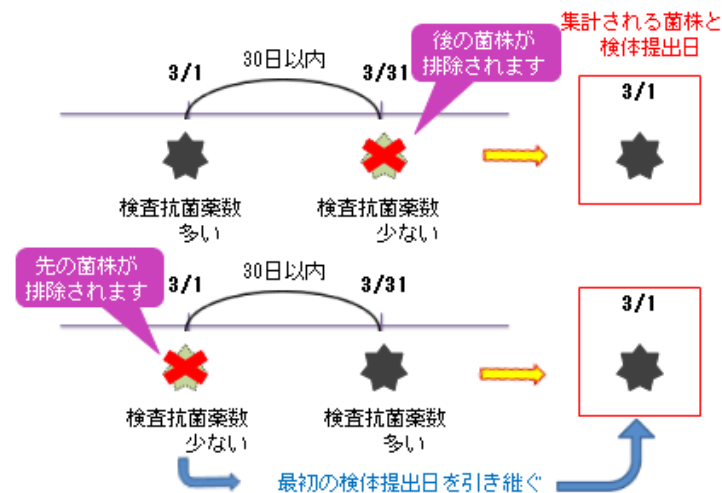 集計される菌株と
検体提出日
後の菌株が
排除されます
30日以内
3/1
3/31
3/1
検査抗菌薬数
多い
検査抗菌薬数
少ない
先の菌株が
排除されます
30日以内
3/1
3/31
3/1
検査抗菌薬数
少ない
検査抗菌薬数
多い
最初の検体提出日を引き継ぐ